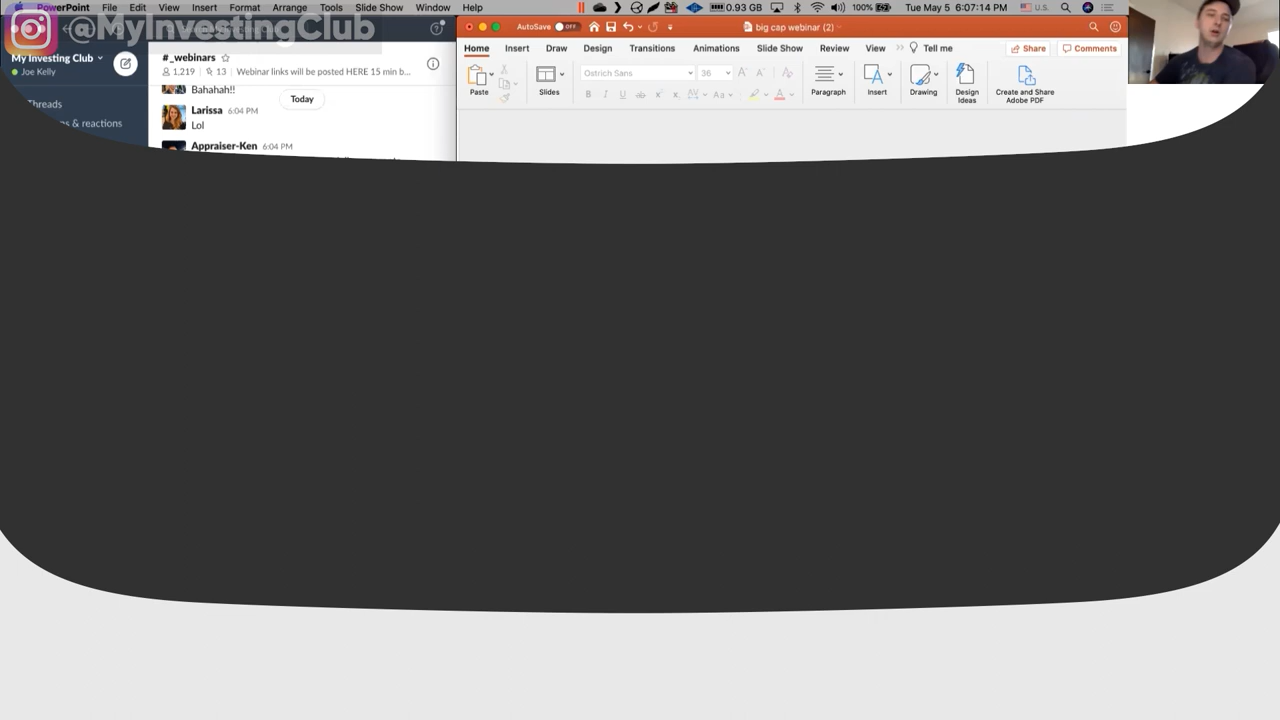 PowerPoint File Edit View Insert Format Arrange Tools Slide Show Window Help 0.93 GB 100% Tue May 5 6:07:14 PM U.S.
@MyInvestingClub
AutoSave OFF big cap webinar (2)
My Investing Club
Joe Kelly
#_webinars
1,219 13 Webinar links will be posted HERE 15 min b...
Home Insert Draw Design Transitions Animations Slide Show Review View Tell me Share Comments
Ostrich Sans 36
Paste Slides Paragraph Insert Drawing Design Ideas Create and Share Adobe PDF
Threads
& reactions
Bahahah!!
Today
Larissa 6:04 PM
Lol
Appraiser-Ken 6:04 PM